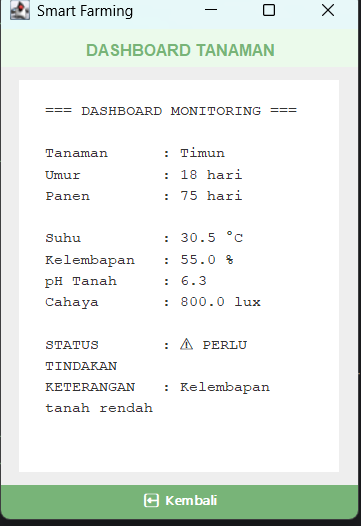 Smart Farming
DASHBOARD TANAMAN
=== DASHBOARD MONITORING ===
Tanaman : Timun
Umur : 18 hari
Panen : 75 hari
Suhu : 30.5 °C
Kelembapan : 55.0 %
pH Tanah : 6.3
Cahaya : 800.0 lux
STATUS : ⚠ PERLU
TINDAKAN
KETERANGAN : Kelembapan
tanah rendah
Kembali